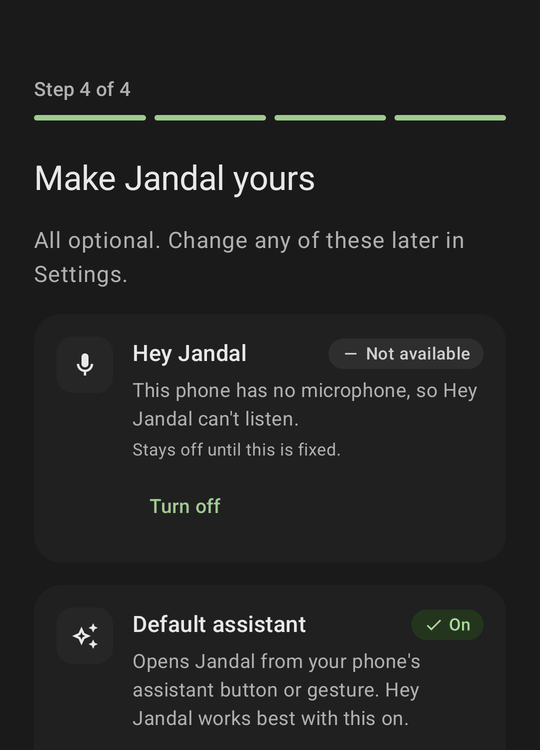 Step 4 of 4
Make Jandal yours
All optional. Change any of these later in
Settings.
Hey Jandal
Not available
This phone has no microphone, so Hey
Jandal can't listen.
Stays off until this is fixed.
Turn off
Default assistant
On
Opens Jandal from your phone's
assistant button or gesture. Hey
Jandal works best with this on.